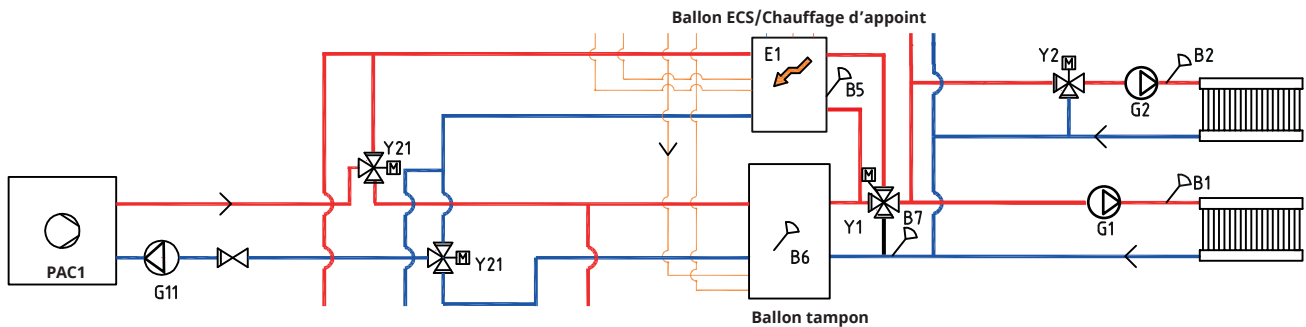 Ballon ECS/Chauffage d’appoint
E1
B5
Y2
M
B2
G2
Y21
M
PAC1
G11
M
Y21
B6
M
Y1
B7
B1
G1
Ballon tampon